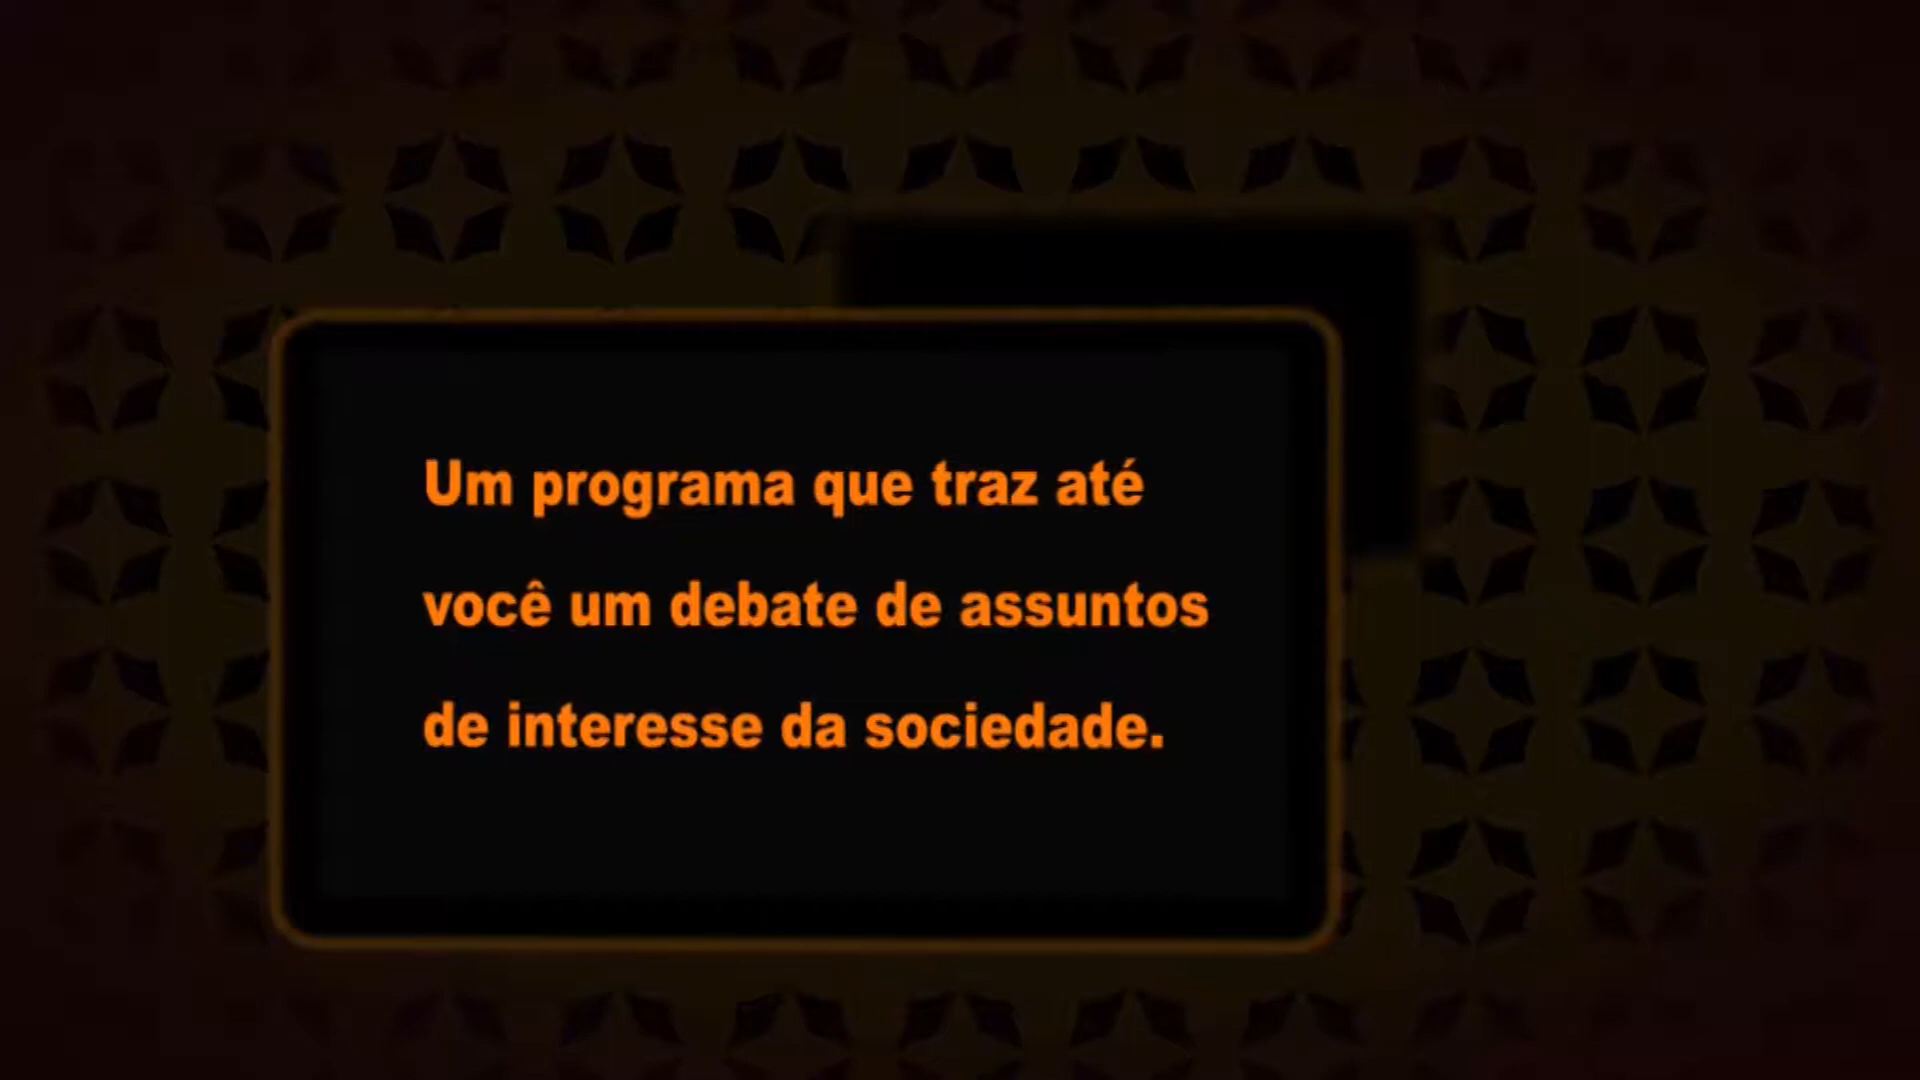 Um programa que traz até
você um debate de assuntos
de interesse da sociedade.